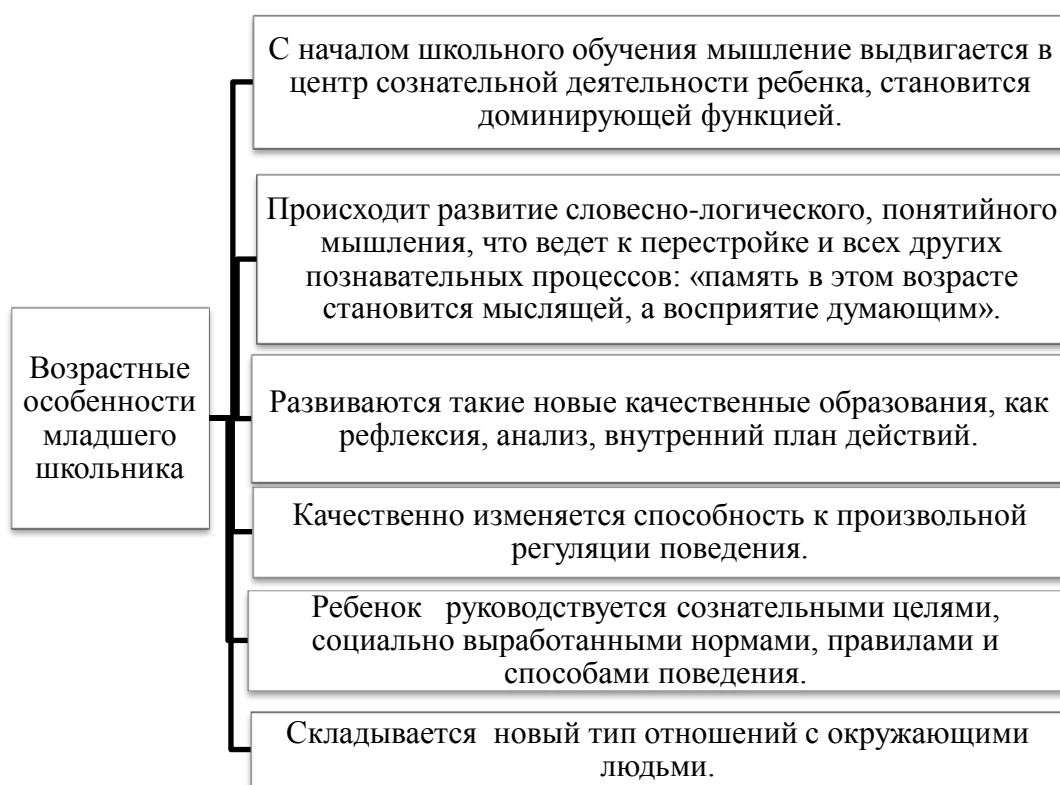 Возрастные
особенности
младшего
школьника
С началом школьного обучения мышление выдвигается в
центр сознательной деятельности ребенка, становится
доминирующей функцией.
Происходит развитие словесно-логического, понятийного
мышления, что ведет к перестройке и всех других
познавательных процессов: «память в этом возрасте
становится мыслящей, а восприятие думающим».
Развиваются такие новые качественные образования, как
рефлексия, анализ, внутренний план действий.
Качественно изменяется способность к произвольной
регуляции поведения.
Ребенок руководствуется сознательными целями,
социально выработанными нормами, правилами и
способами поведения.
Складывается новый тип отношений с окружающими
людьми.